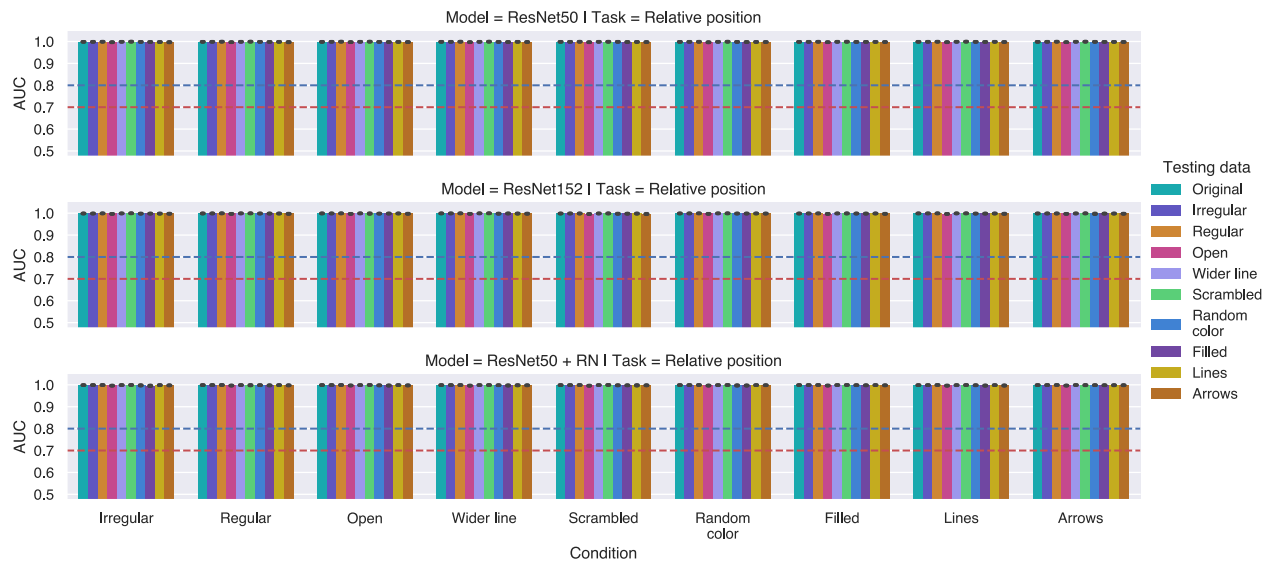 Model = ResNet50 | Task = Relative position
1.0
0.9
0.8
0.7
0.6
0.5
AUC
Model = ResNet152 | Task = Relative position
1.0
0.9
0.8
0.7
0.6
0.5
AUC
Model = ResNet50 + RN | Task = Relative position
1.0
0.9
0.8
0.7
0.6
0.5
AUC
Irregular
Regular
Open
Wider line
Scrambled
Random
color
Filled
Lines
Arrows
Condition
Testing data
Original
Irregular
Regular
Open
Wider line
Scrambled
Random
color
Filled
Lines
Arrows